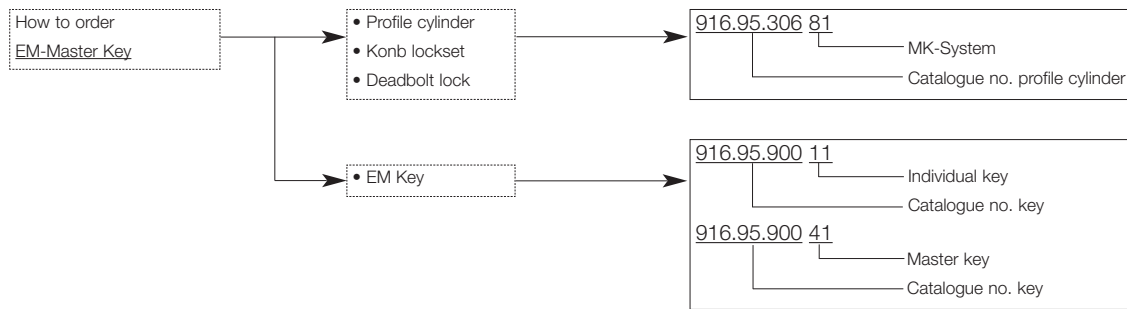 How to order
EM-Master Key
• Profile cylinder
• Konb lockset
• Deadbolt lock
916.95.306 81
MK-System
Catalogue no. profile cylinder
• EM Key
916.95.900 11
Individual key
Catalogue no. key
916.95.900 41
Master key
Catalogue no. key